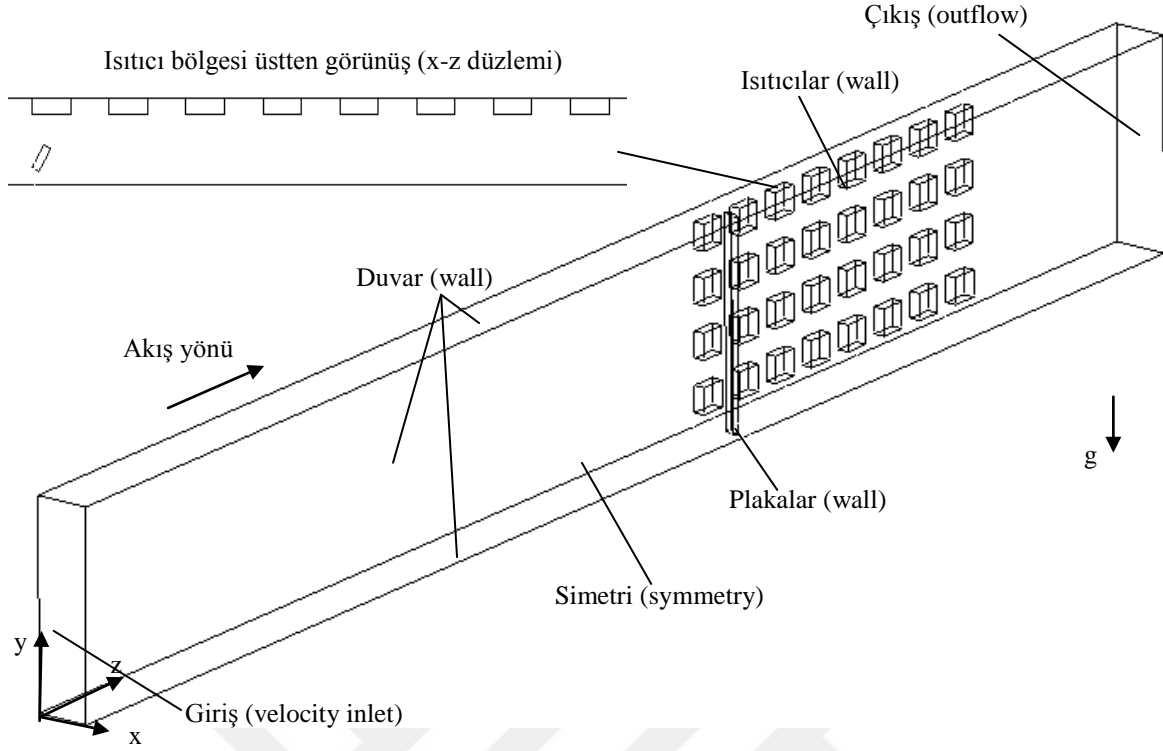 Çıkış (outflow)
Isıtıcı bölgesi üstten görünüş (x-z düzlemi)
Isıtıcılar (wall)
Duvar (wall)
Akış yönü
g
Plakalar (wall)
Simetri (symmetry)
y
z
Giriş (velocity inlet)
x